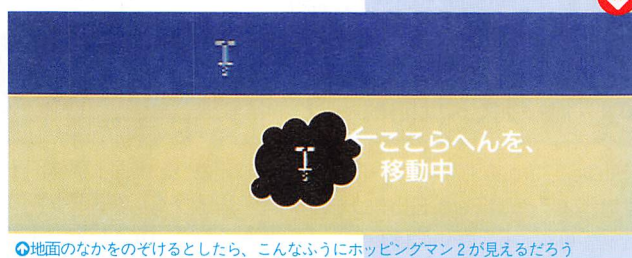 ←ここらへんを、
移動中
⬆地面のなかをのぞけるとしたら、こんなふうにホッピングマン2が見えるだろう